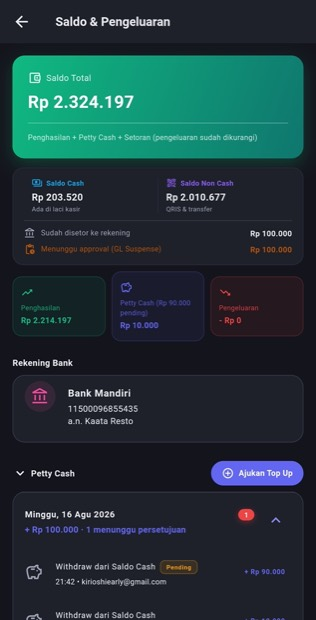 Saldo & Pengeluaran
Saldo Total
Rp 2.324.197
Penghasilan + Petty Cash + Setoran (pengeluaran sudah dikurangi)
Saldo Cash
Rp 203.520
Ada di laci kasir
Saldo Non Cash
Rp 2.010.677
QRIS & transfer
Sudah disetor ke rekening Rp 100.000
Menunggu approval (GL Suspense) Rp 100.000
Penghasilan
Rp 2.214.197
Petty Cash (Rp 90.000
pending)
Rp 10.000
Pengeluaran
- Rp 0
Rekening Bank
Bank Mandiri
11500096855435
a.n. Kaata Resto
Petty Cash
Ajukan Top Up
Minggu, 16 Agu 2026
1
+ Rp 100.000 · 1 menunggu persetujuan
Withdraw dari Saldo Cash Pending
+ Rp 90.000
21:42 • kirioshiearly@gmail.com
Withdraw dari Saldo Cash